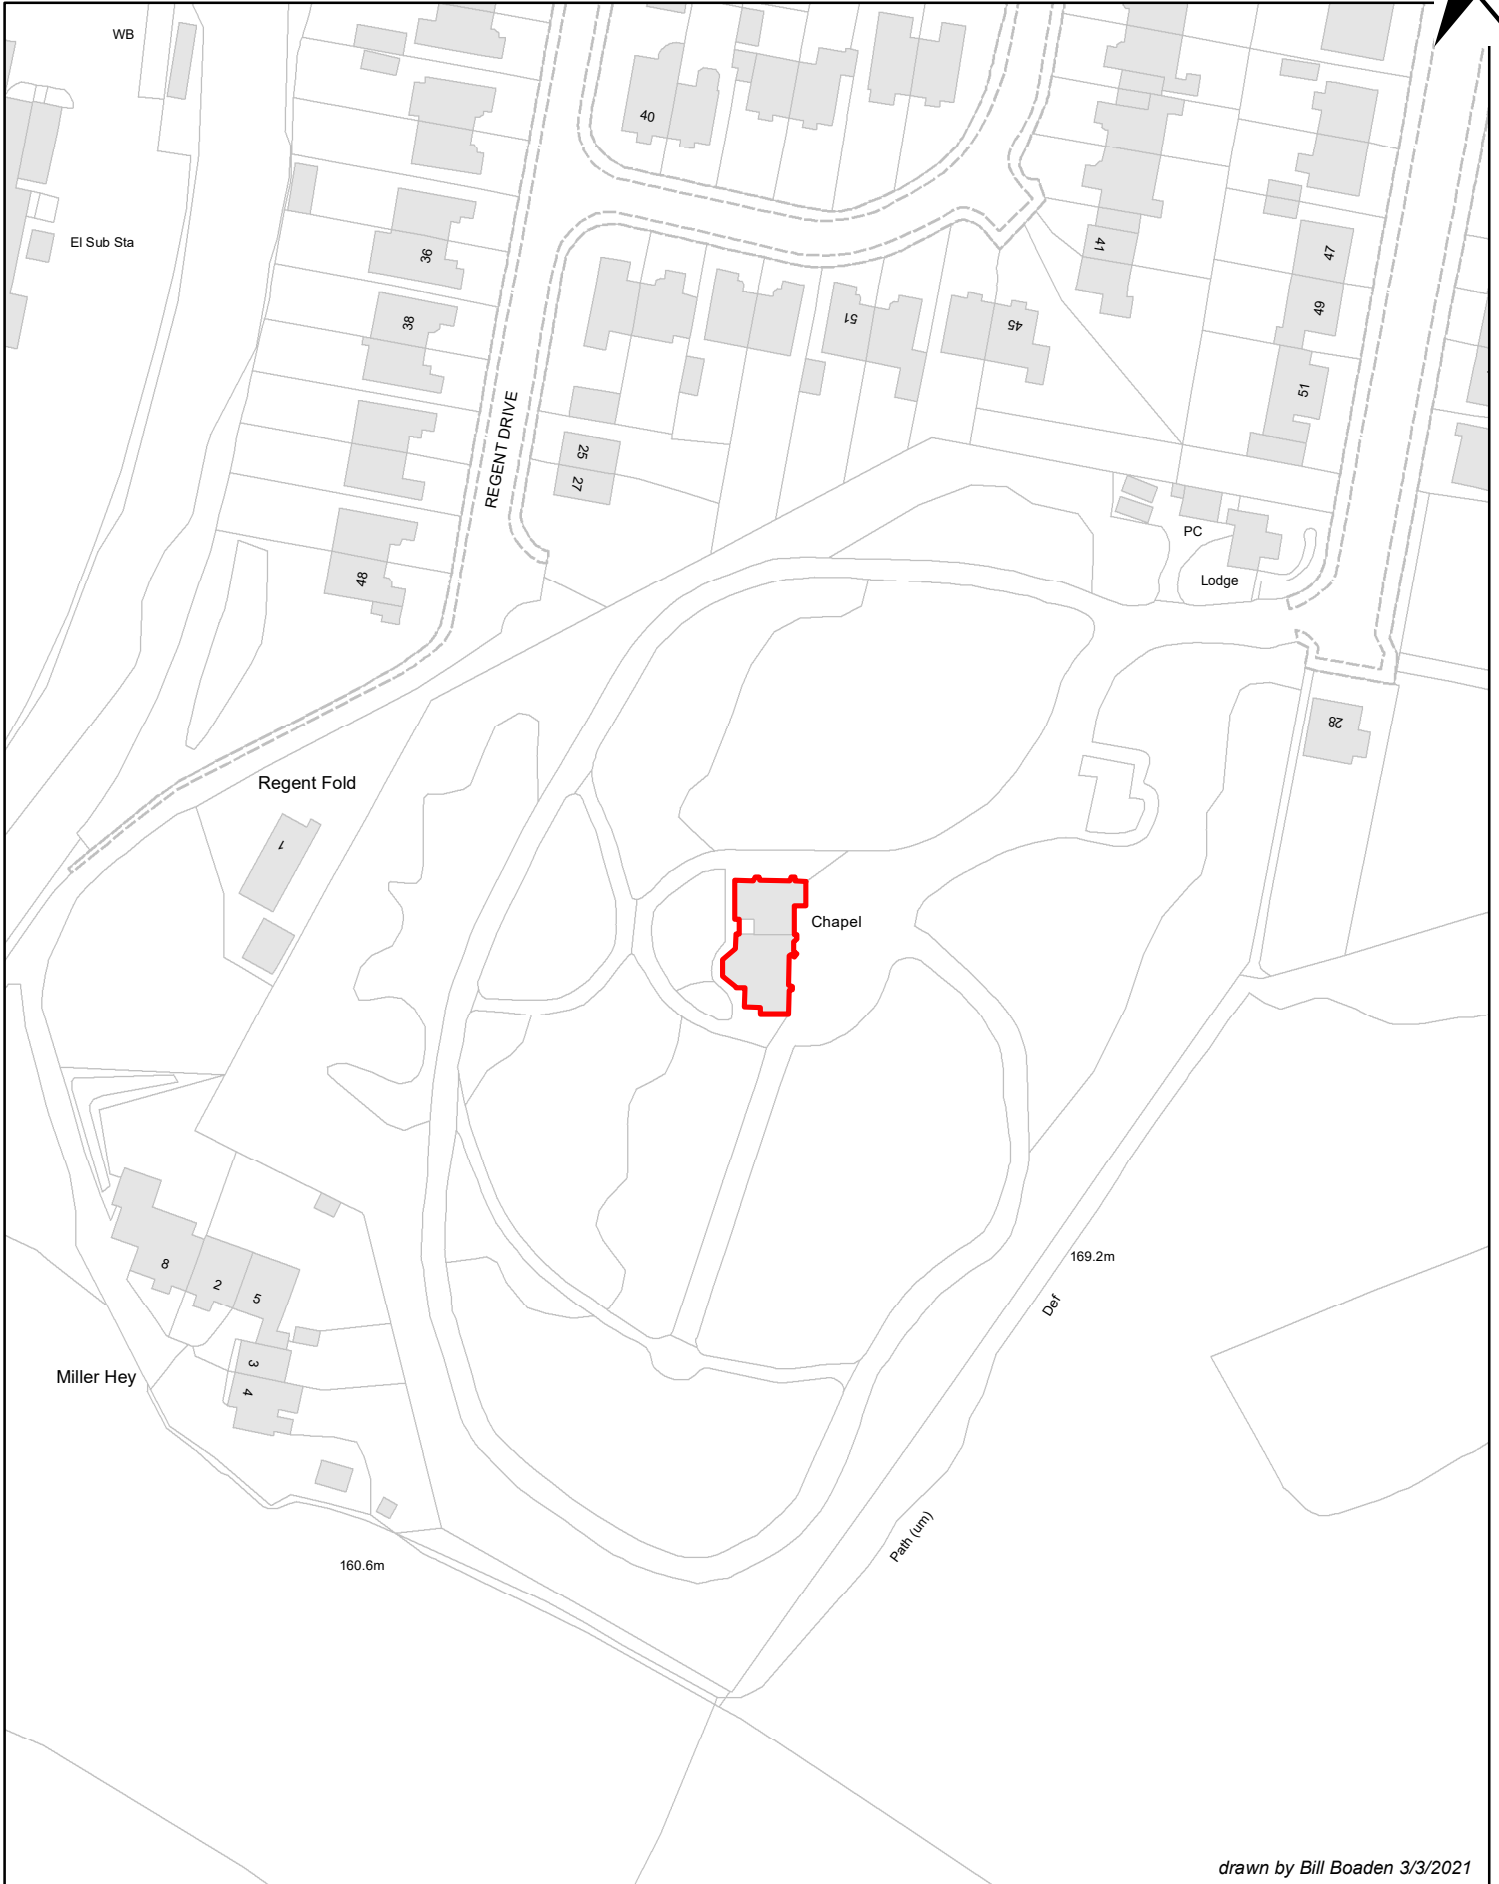 WB
40
El Sub Sta
36
41
47
38
51
45
49
51
REGENT DRIVE
25
27
PC
48
Lodge
28
Regent Fold
1
Chapel
8
2
5
169.2m
Def
3
4
Miller Hey
Path (um)
160.6m
drawn by Bill Boaden 3/3/2021